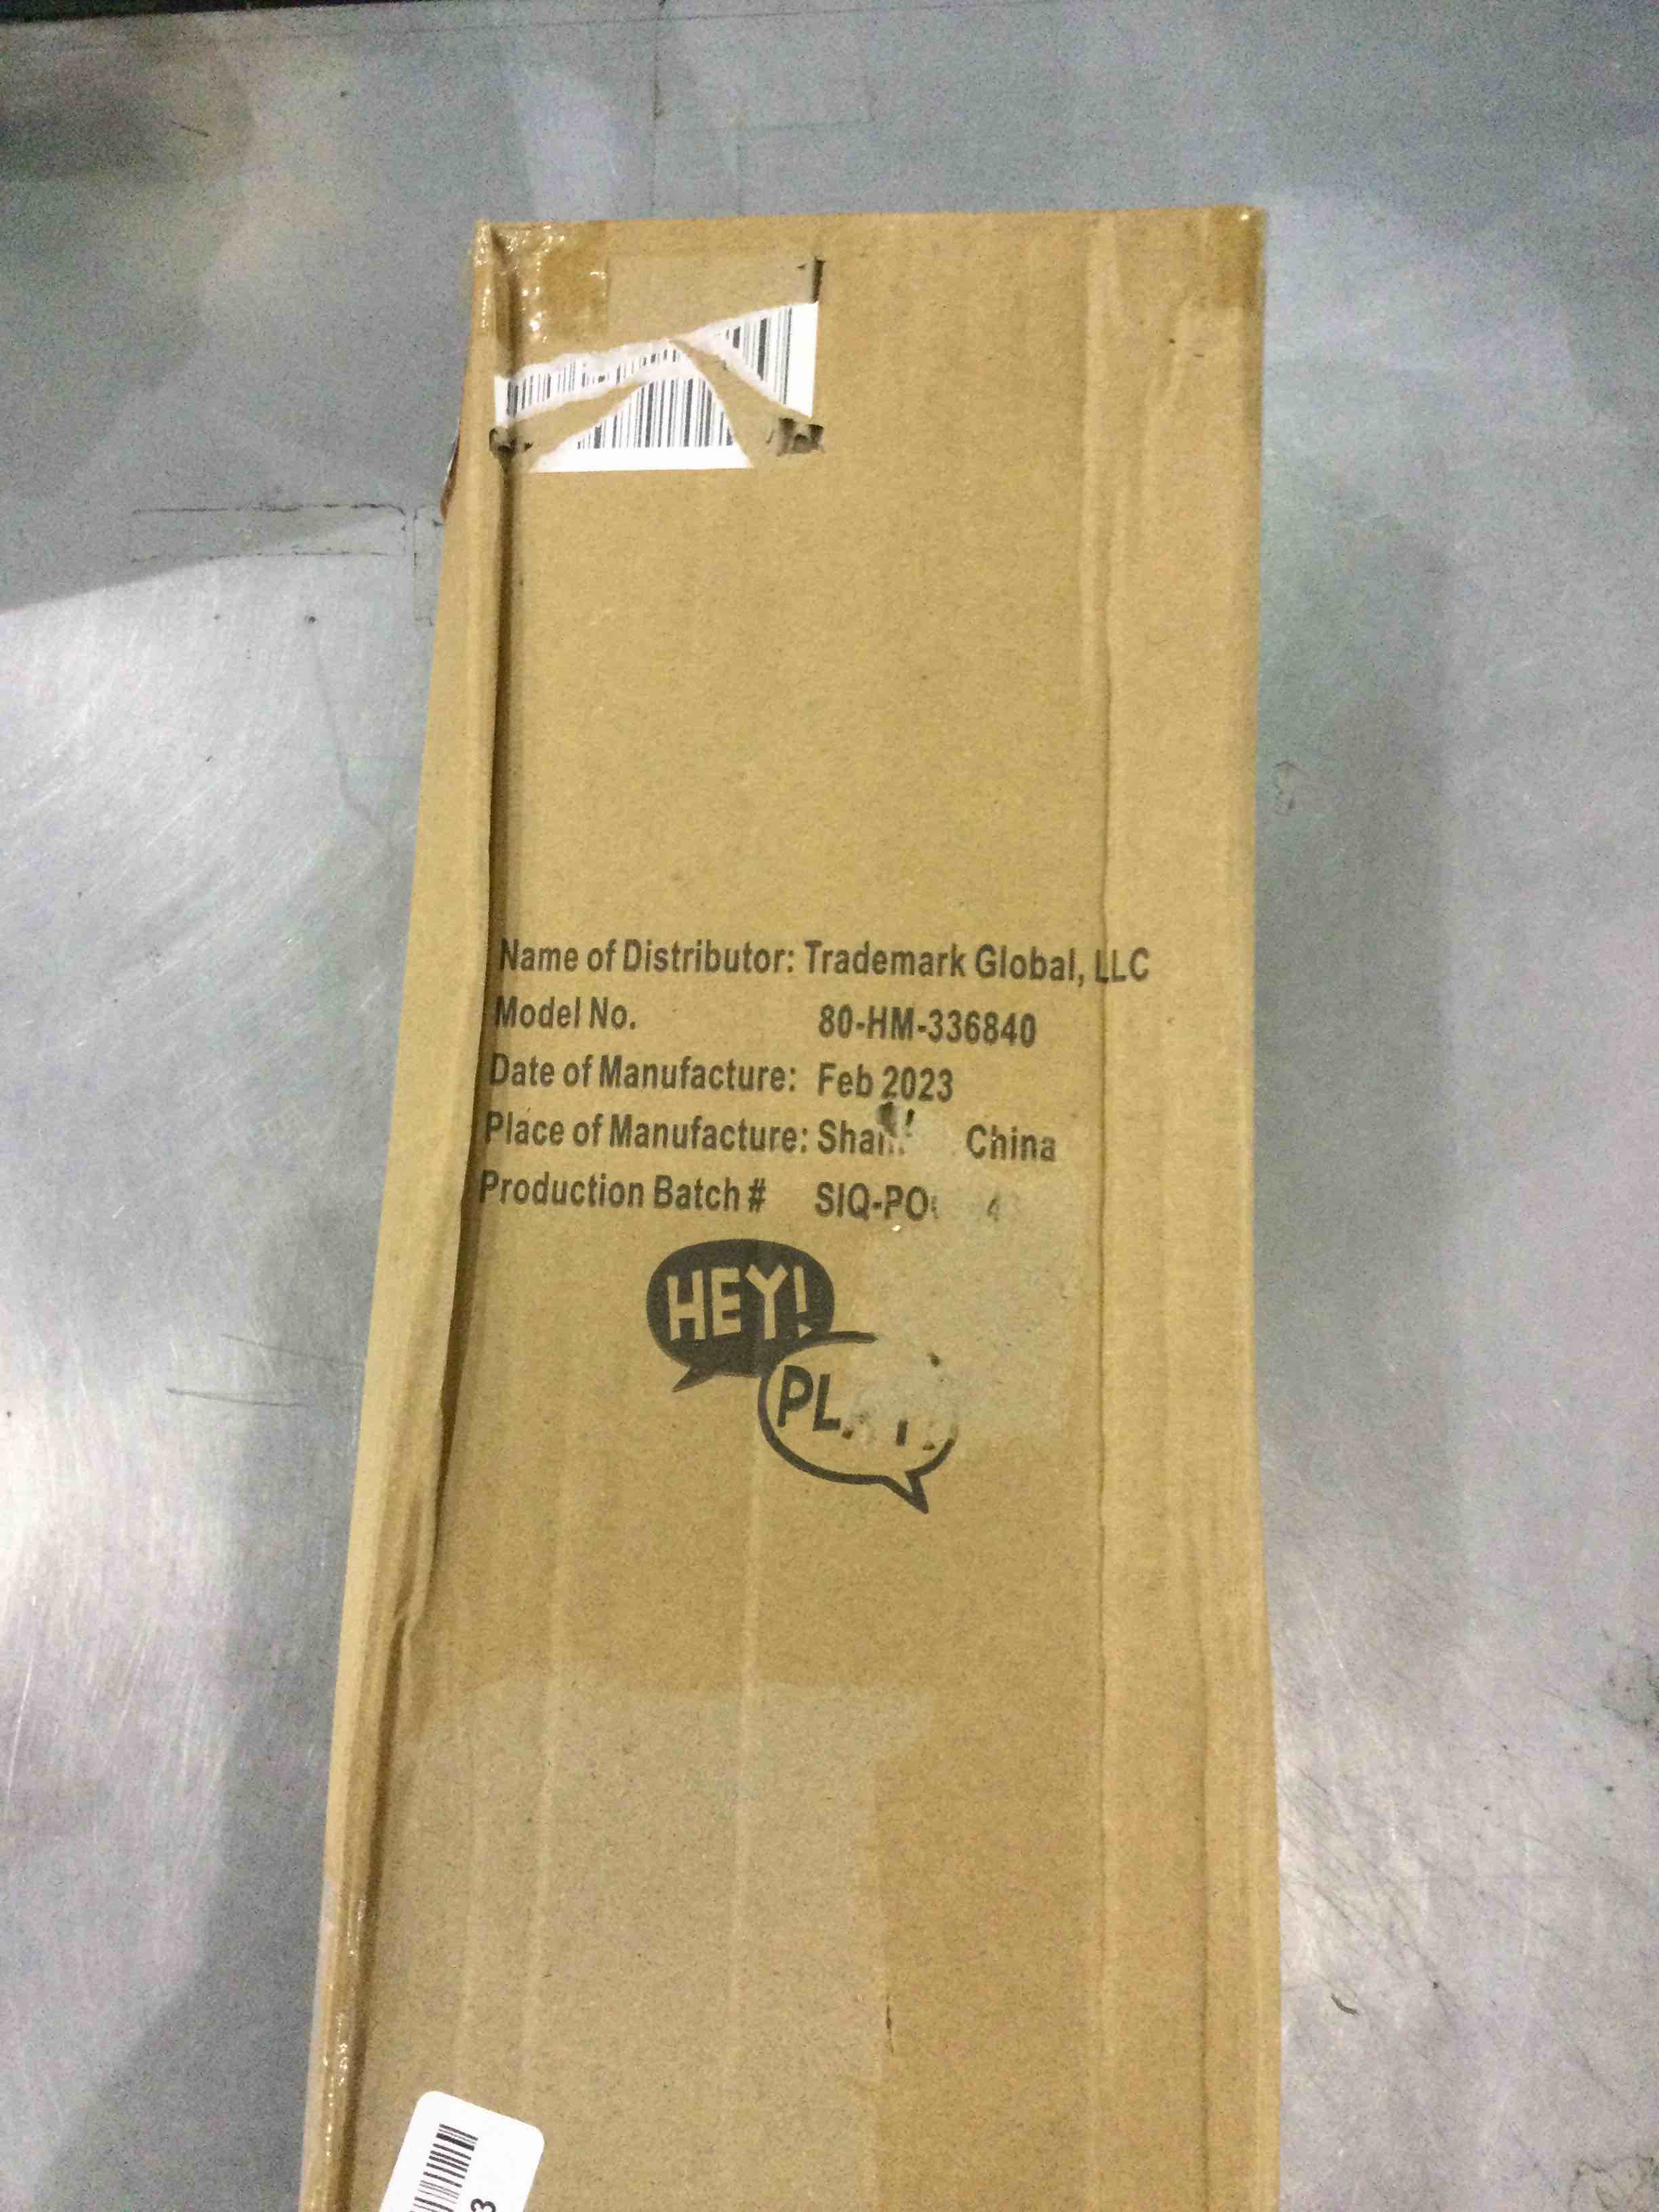 Name of Distributor: Trademark Global, LLC
Model No. 80-HM-336840
Date of Manufacture: Feb 2023
Place of Manufacture: China
Production Batch #
HEY!
3